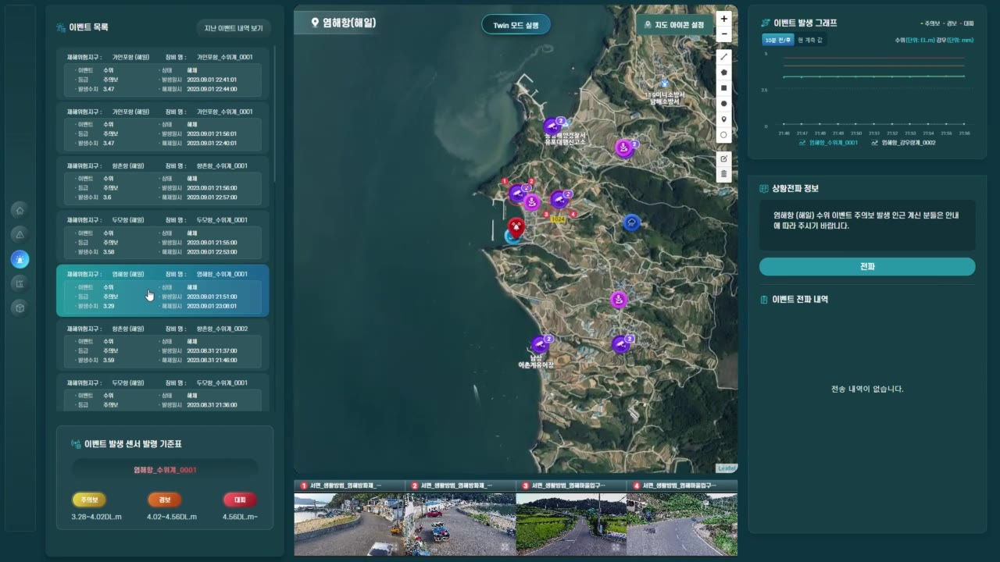 이벤트 목록
지난 이벤트 내역 보기
재해위험지구 : 가인포항 (해일) 장비 명 : 가인포항_수위계_0001
· 이벤트 수위 · 상태 해제
· 등급 주의보 · 발생일시 2023.09.01 22:41:01
· 발생수치 3.47 · 해제일시 2023.09.01 22:44:00
재해위험지구 : 가인포항 (해일) 장비 명 : 가인포항_수위계_0001
· 이벤트 수위 · 상태 해제
· 등급 주의보 · 발생일시 2023.09.01 21:56:01
· 발생수치 3.47 · 해제일시 2023.09.01 22:40:01
재해위험지구 : 항촌항 (해일) 장비 명 : 항촌항_수위계_0001
· 이벤트 수위 · 상태 해제
· 등급 주의보 · 발생일시 2023.09.01 21:56:00
· 발생수치 3.6 · 해제일시 2023.09.01 22:57:00
재해위험지구 : 두모항 (해일) 장비 명 : 두모항_수위계_0001
· 이벤트 수위 · 상태 해제
· 등급 주의보 · 발생일시 2023.09.01 21:55:00
· 발생수치 3.58 · 해제일시 2023.09.01 22:53:00
재해위험지구 : 염해항 (해일) 장비 명 : 염해항_수위계_0001
· 이벤트 수위 · 상태 해제
· 등급 주의보 · 발생일시 2023.09.01 21:51:00
· 발생수치 3.29 · 해제일시 2023.09.01 23:08:01
재해위험지구 : 항촌항 (해일) 장비 명 : 항촌항_수위계_0002
· 이벤트 수위 · 상태 해제
· 등급 주의보 · 발생일시 2023.08.31 21:37:00
· 발생수치 3.59 · 해제일시 2023.08.31 21:46:00
재해위험지구 : 두모항 (해일) 장비 명 : 두모항_수위계_0001
· 이벤트 수위 · 상태 해제
· 등급 주의보 · 발생일시 2023.08.31 21:36:00
이벤트 발생 센서 발령 기준표
염해항_수위계_0001
주의보 경보 대피
3.28~4.02DL.m 4.02~4.56DL.m 4.56DL.m~
염해항(해일)
Twin 모드 실행
지도 아이콘 설정
+
−
119미니소방서
남해소방서
유포대행신고소
2
2
1 2 2
2
3 1024 4
2
2
남상
어촌계유어장
Leaflet
1 서면_생활방범_염해방파제_…
2 서면_생활방범_염해방파제_…
3 서면_생활방범_염해마을입구…
4 서면_생활방범_염해마을입구…
이벤트 발생 그래프
- 주의보 - 경보 - 대피
10분 전/후 현 계측 값
수위(단위: EL.m) 강우(단위: mm)
5
2.5
0
21:46 21:47 21:48 21:49 21:50 21:51 21:52 21:53 21:54 21:55 21:56
염해항_수위계_0001 염해항_강우량계_0002
상황전파 정보
염해항 (해일) 수위 이벤트 주의보 발생 인근 계신 분들은 안내
에 따라 주시기 바랍니다.
전파
이벤트 전파 내역
전송 내역이 없습니다.